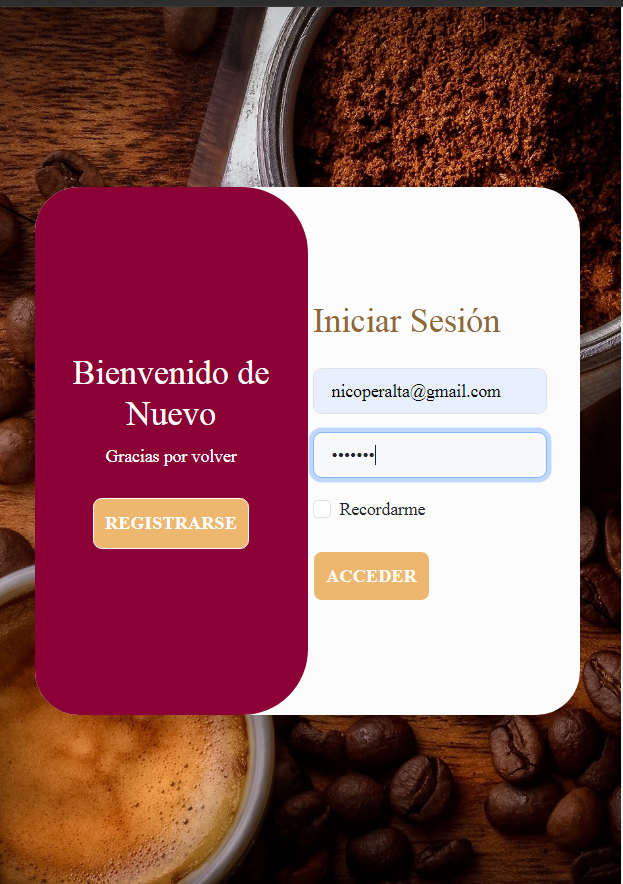 Bienvenido de
Nuevo
Gracias por volver
REGISTRARSE
Iniciar Sesión
nicoperalta@gmail.com
•••••••
Recordarme
ACCEDER